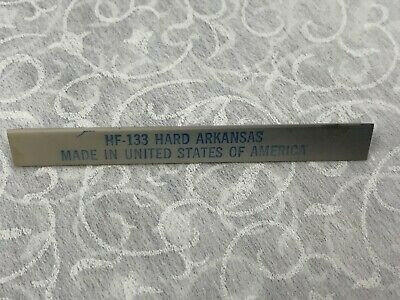 HF-133 HARD ARKANSAS
MADE IN UNITED STATES OF AMERICA